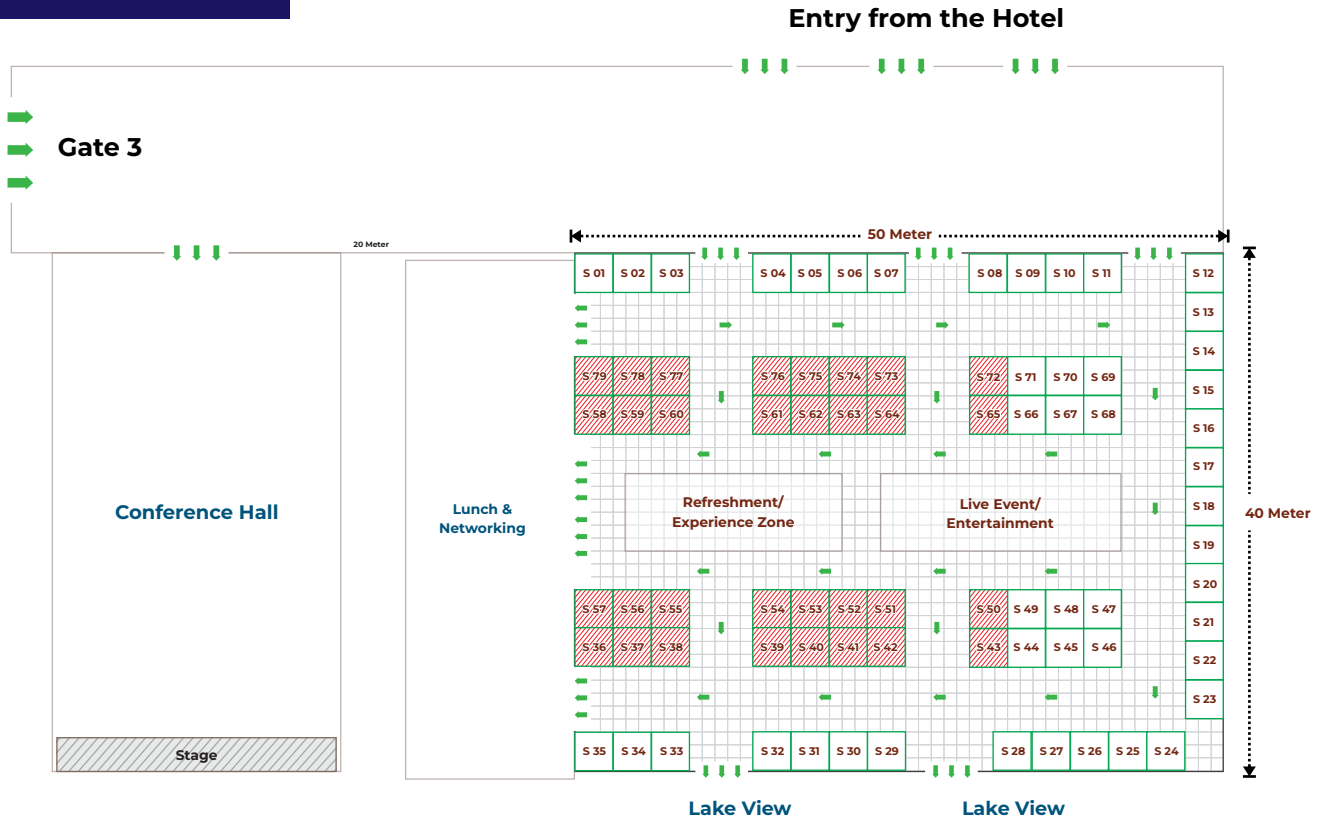 Entry from the Hotel
Gate 3
20 Meter
50 Meter
S 01 S 02 S 03 S 04 S 05 S 06 S 07 S 08 S 09 S 10 S 11 S 12
S 13
S 14
S 79 S 78 S 77 S 76 S 75 S 74 S 73 S 72 S 71 S 70 S 69
S 15
S 58 S 59 S 60 S 61 S 62 S 63 S 64 S 65 S 66 S 67 S 68
S 16
S 17
Conference Hall
Lunch &
Networking
Refreshment/
Experience Zone
Live Event/
Entertainment
S 18
40 Meter
S 19
S 20
S 57 S 56 S 55 S 54 S 53 S 52 S 51 S 50 S 49 S 48 S 47
S 21
S 36 S 37 S 38 S 39 S 40 S 41 S 42 S 43 S 44 S 45 S 46
S 22
S 23
Stage
S 35 S 34 S 33 S 32 S 31 S 30 S 29 S 28 S 27 S 26 S 25 S 24
Lake View Lake View